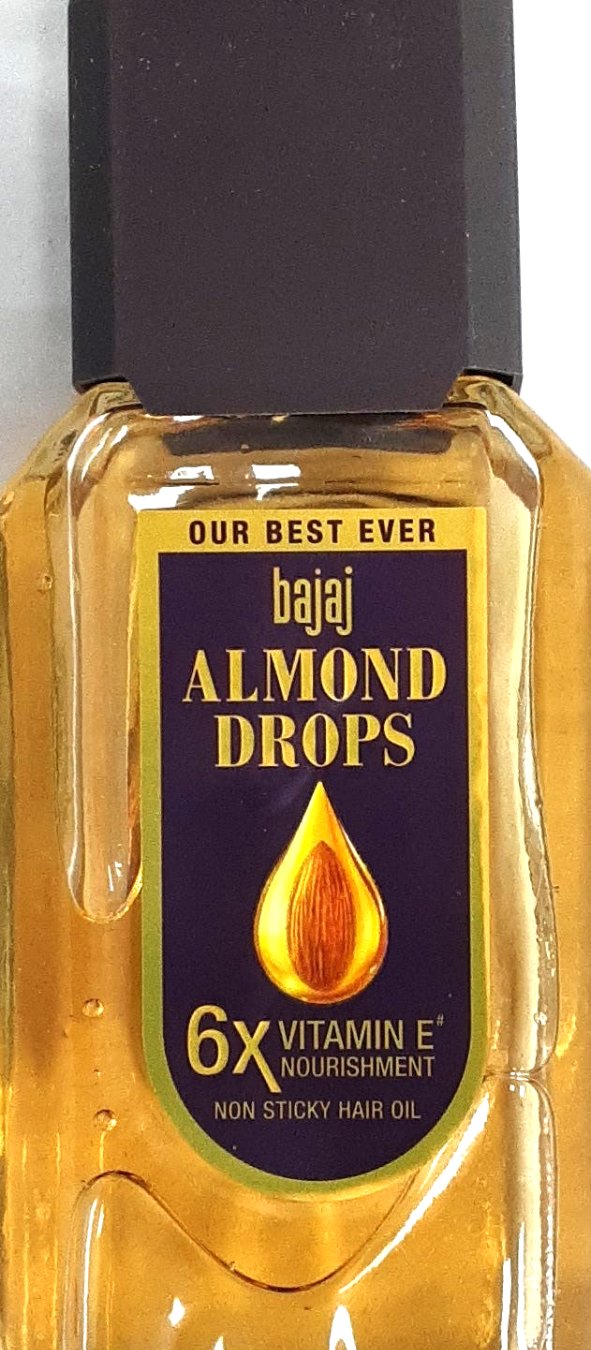 OUR BEST EVER
bajaj
ALMOND
DROPS
6X VITAMIN E#
NOURISHMENT
NON STICKY HAIR OIL